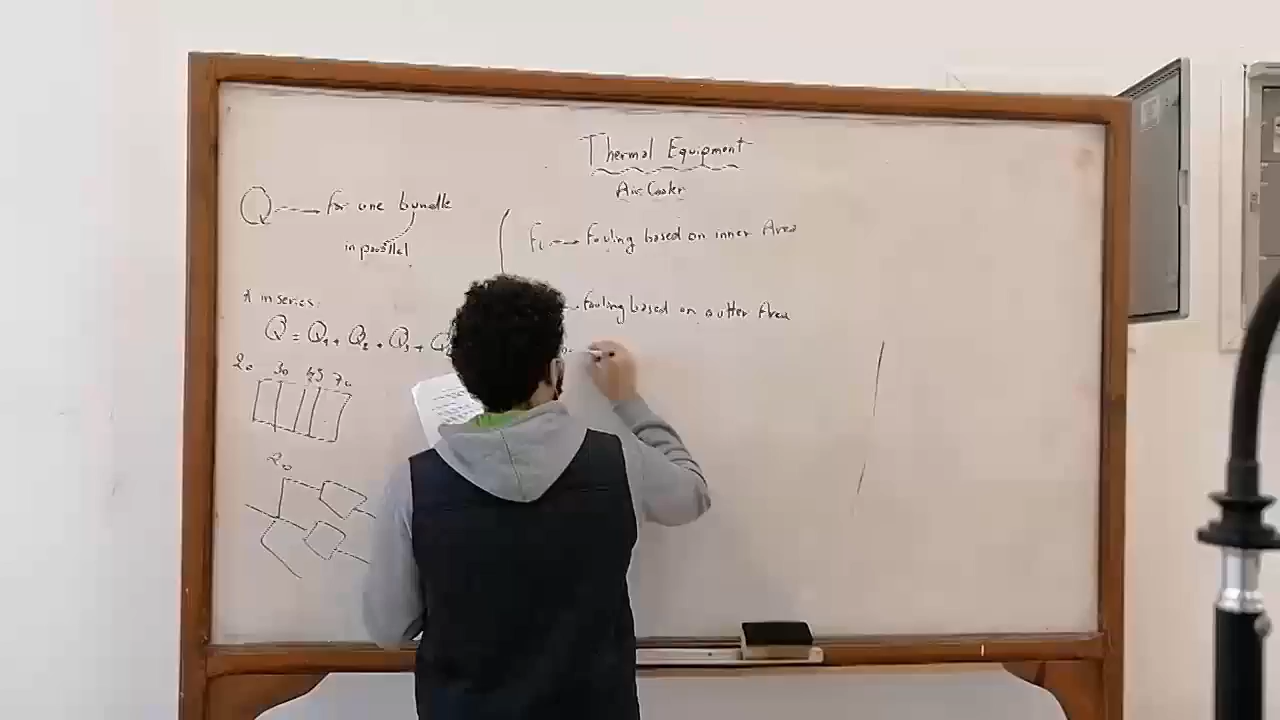 Thermal Equipment
Air Cooler
Q → for one bundle
in parallel
* in series:
Q = Q1 + Q2 + Q3 + Q
20 30 45 70
20
Fi → Fouling based on inner Area
Fouling based on outter Area